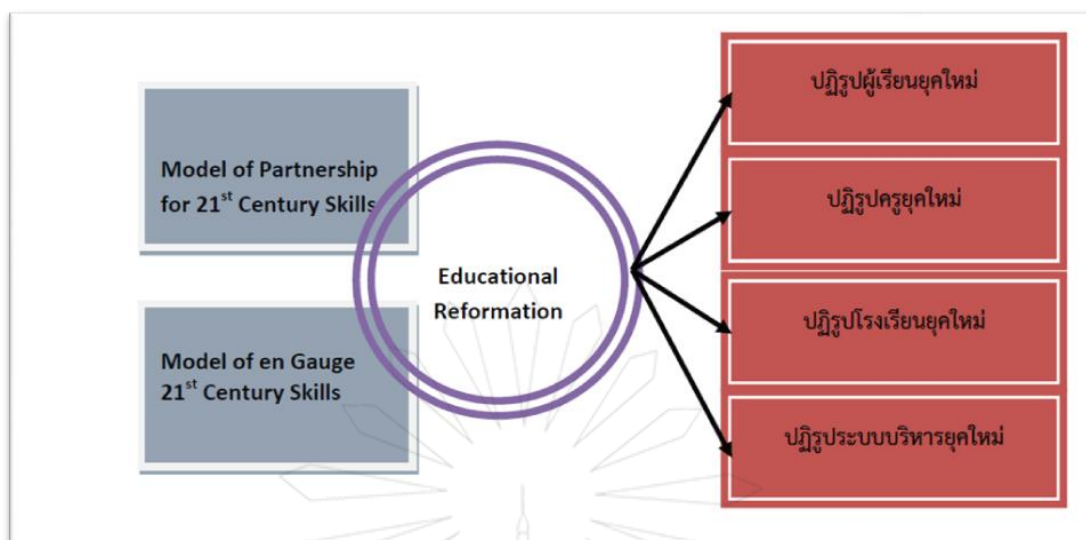 Model of Partnership
for 21st Century Skills
Model of en Gauge
21st Century Skills
Educational
Reformation
ปฏิรูปผู้เรียนยุคใหม่
ปฏิรูปครูยุคใหม่
ปฏิรูปโรงเรียนยุคใหม่
ปฏิรูประบบบริหารยุคใหม่